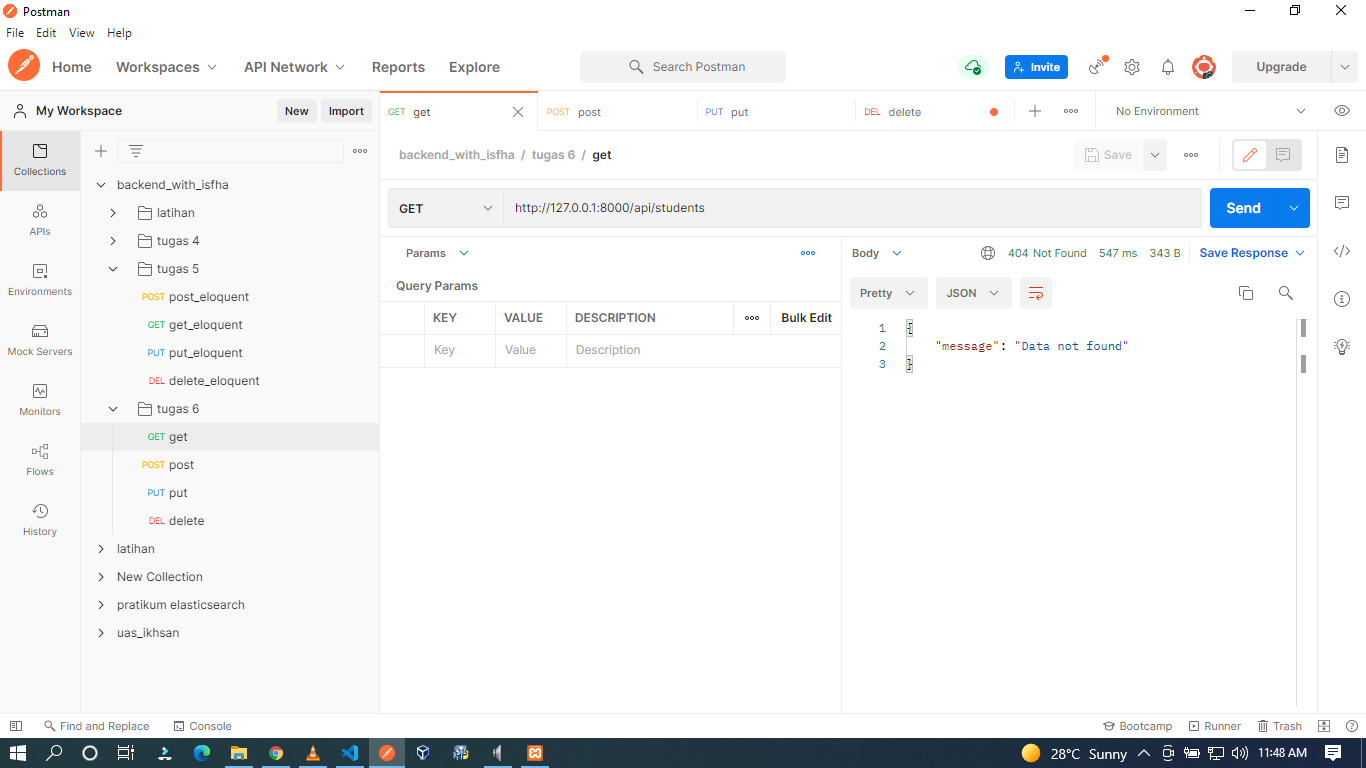 Postman
File Edit View Help
Home Workspaces API Network Reports Explore Search Postman Invite Upgrade
My Workspace New Import GET get POST post PUT put DEL delete No Environment
Collections
APIs
Environments
Mock Servers
Monitors
Flows
History
backend_with_isfha
latihan
tugas 4
tugas 5
POST post_eloquent
GET get_eloquent
PUT put_eloquent
DEL delete_eloquent
tugas 6
GET get
POST post
PUT put
DEL delete
latihan
New Collection
pratikum elasticsearch
uas_ikhsan
backend_with_isfha / tugas 6 / get Save
GET http://127.0.0.1:8000/api/students Send
Params
Query Params
KEY VALUE DESCRIPTION Bulk Edit
Key Value Description
Body 404 Not Found 547 ms 343 B Save Response
Pretty JSON
1 {
2 "message": "Data not found"
3 }
Find and Replace Console Bootcamp Runner Trash
28°C Sunny 11:48 AM